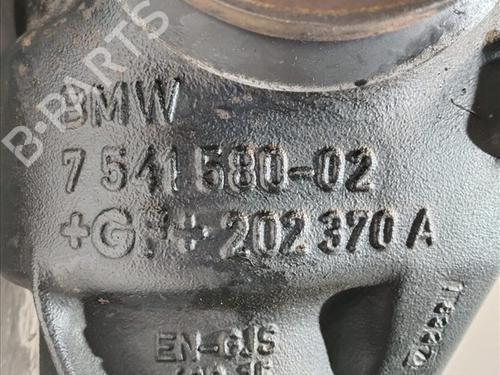 BMW
7 541 580-02
+GF+ 202 370 A
EN-GJS
B-PARTS